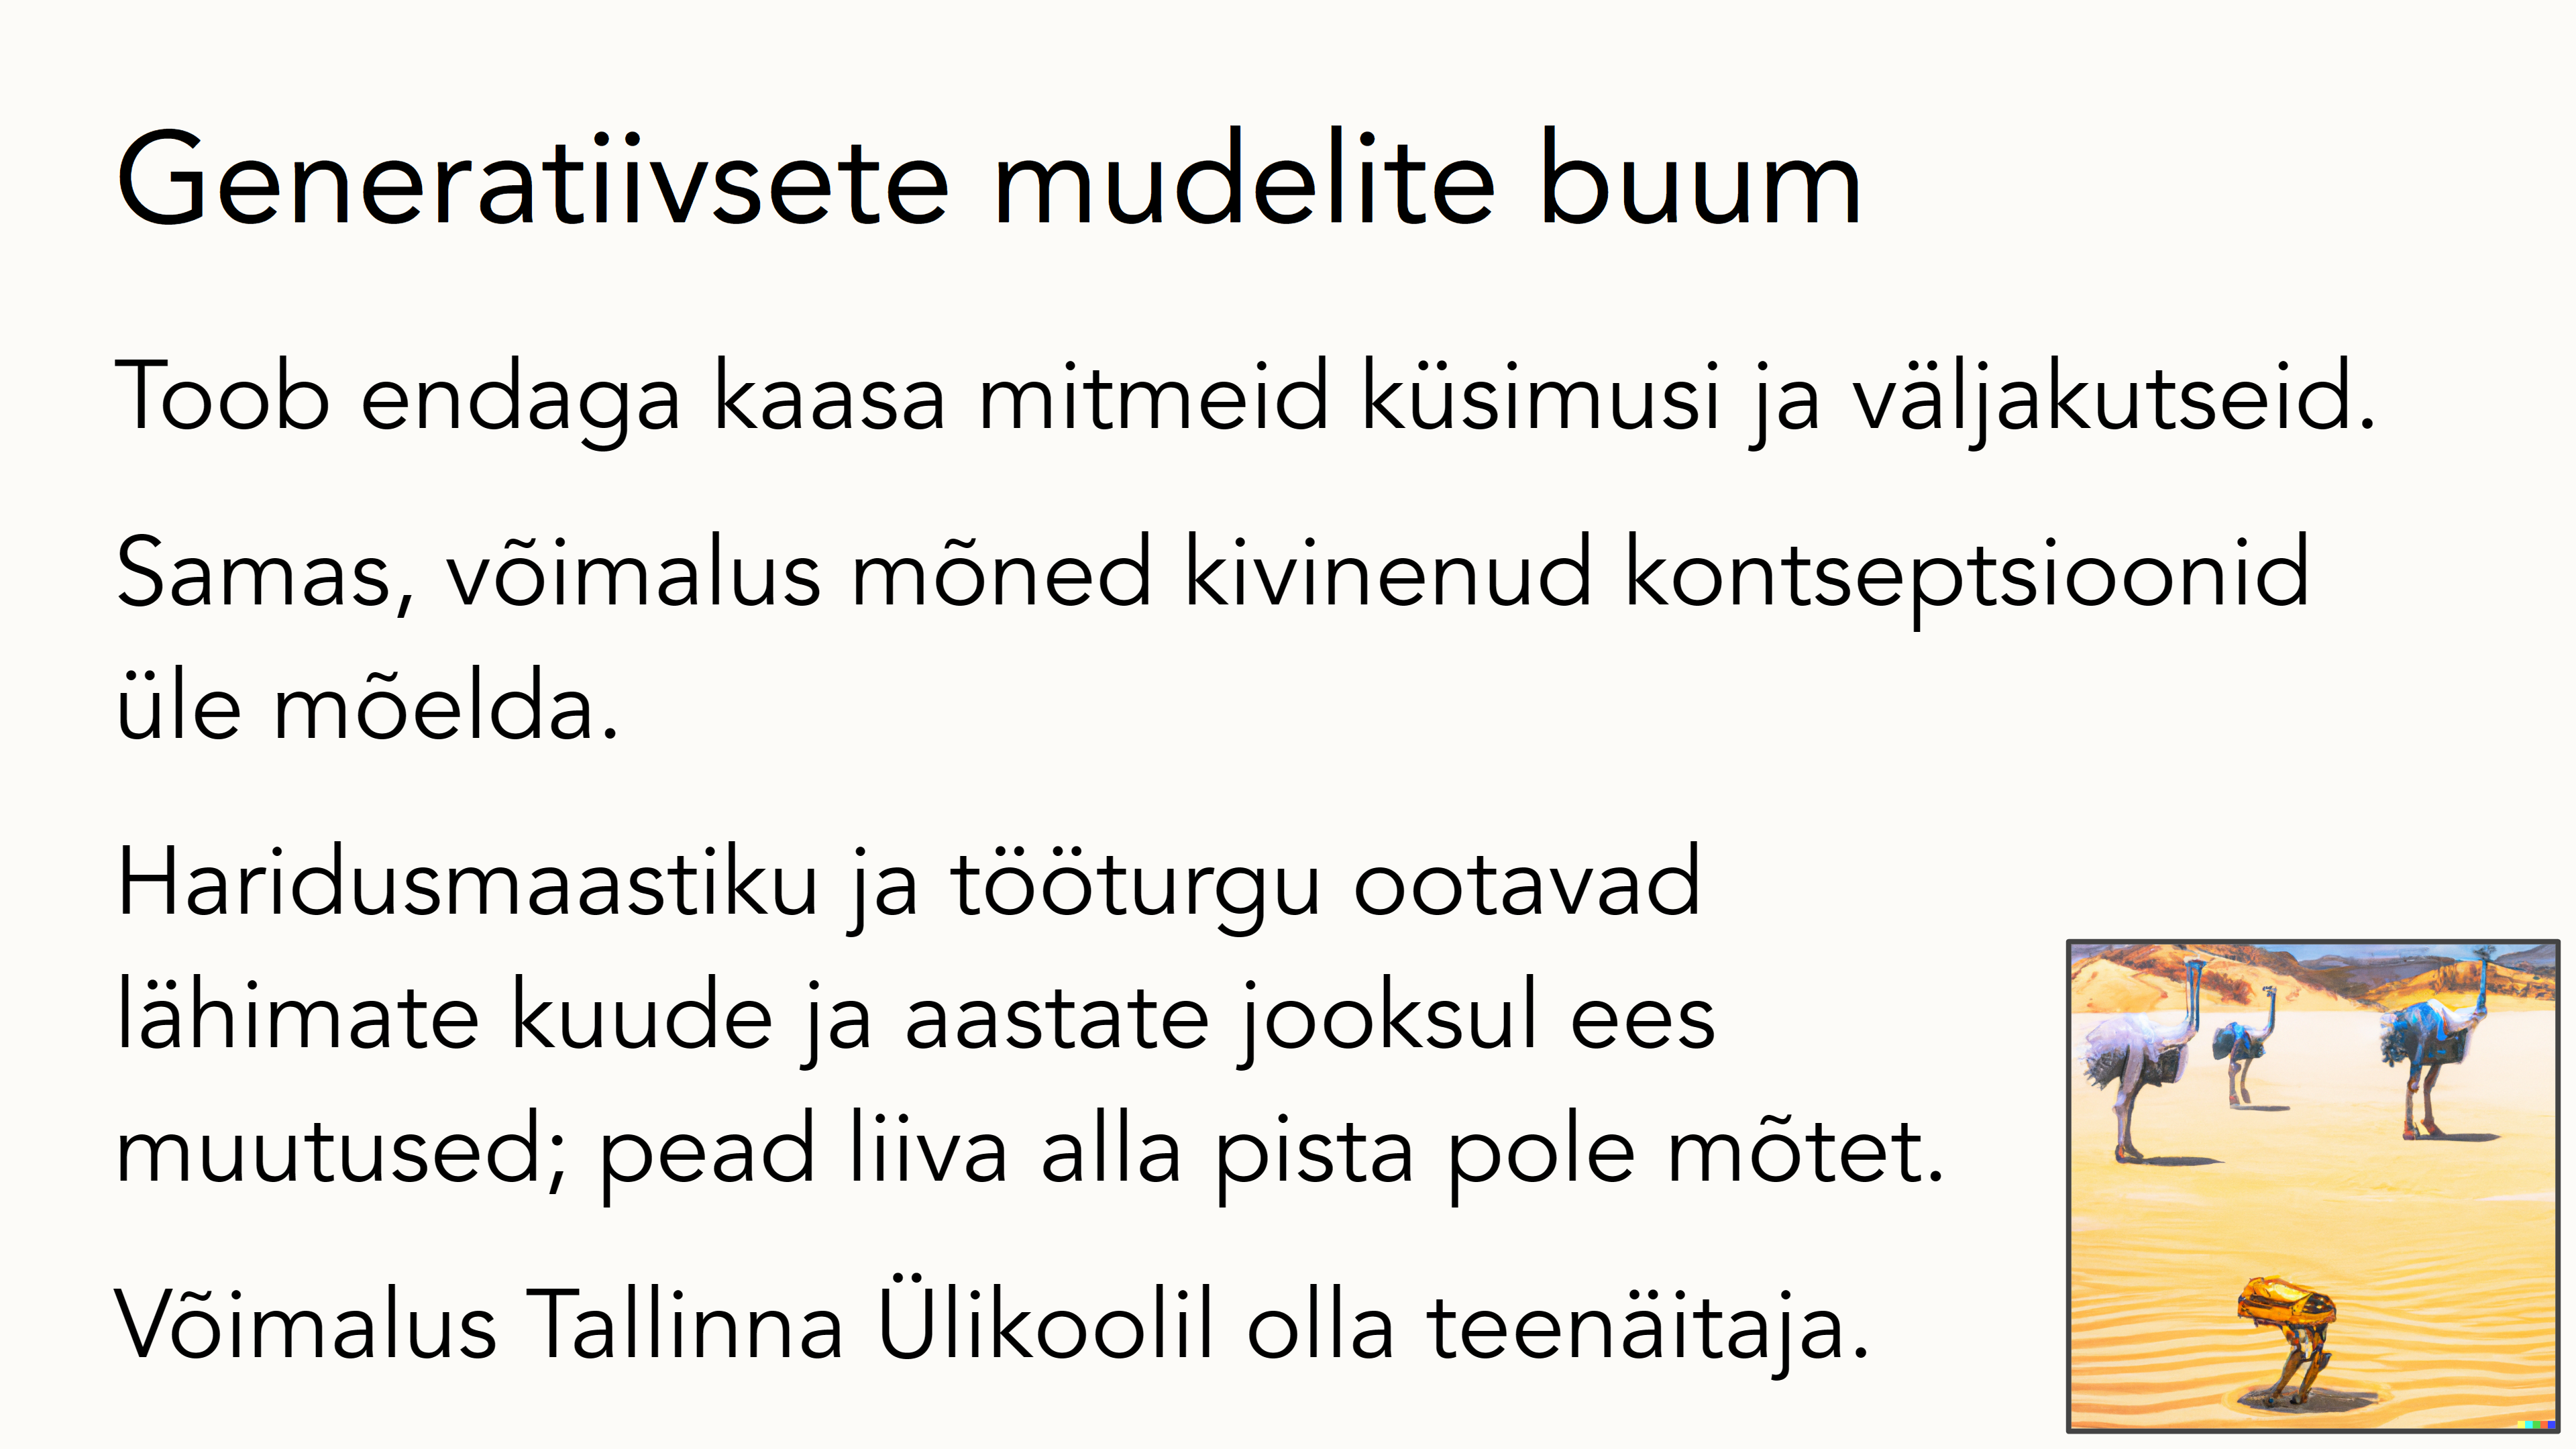 Generatiivsete mudelite buum
Toob endaga kaasa mitmeid küsimusi ja väljakutseid.
Samas, võimalus mõned kivinenud kontseptsioonid
üle mõelda.
Haridusmaastiku ja tööturgu ootavad
lähimate kuude ja aastate jooksul ees
muutused; pead liiva alla pista pole mõtet.
Võimalus Tallinna Ülikoolil olla teenäitaja.